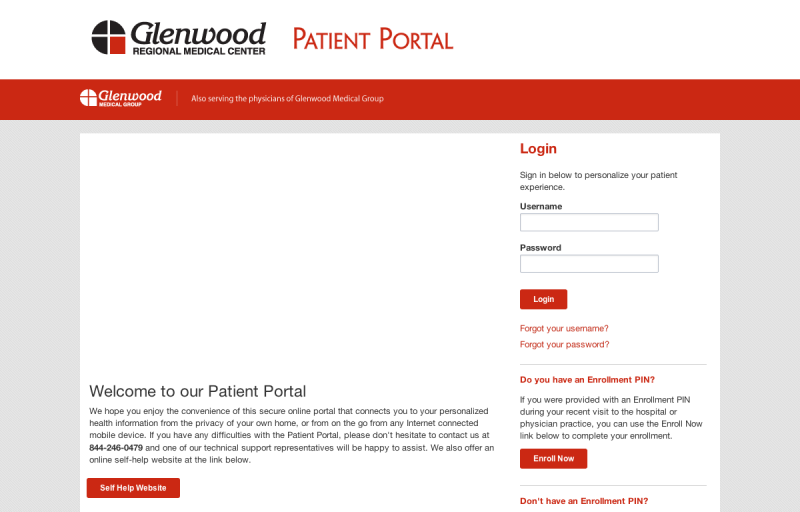 Glenwood
REGIONAL MEDICAL CENTER
PATIENT PORTAL
Glenwood
MEDICAL GROUP
Also serving the physicians of Glenwood Medical Group
Login
Sign in below to personalize your patient
experience.
Username
Password
Login
Forgot your username?
Forgot your password?
Do you have an Enrollment PIN?
If you were provided with an Enrollment PIN
during your recent visit to the hospital or
physician practice, you can use the Enroll Now
link below to complete your enrollment.
Enroll Now
Don't have an Enrollment PIN?
Welcome to our Patient Portal
We hope you enjoy the convenience of this secure online portal that connects you to your personalized
health information from the privacy of your own home, or from on the go from any Internet connected
mobile device. If you have any difficulties with the Patient Portal, please don't hesitate to contact us at
844-246-0479 and one of our technical support representatives will be happy to assist. We also offer an
online self-help website at the link below.
Self Help Website